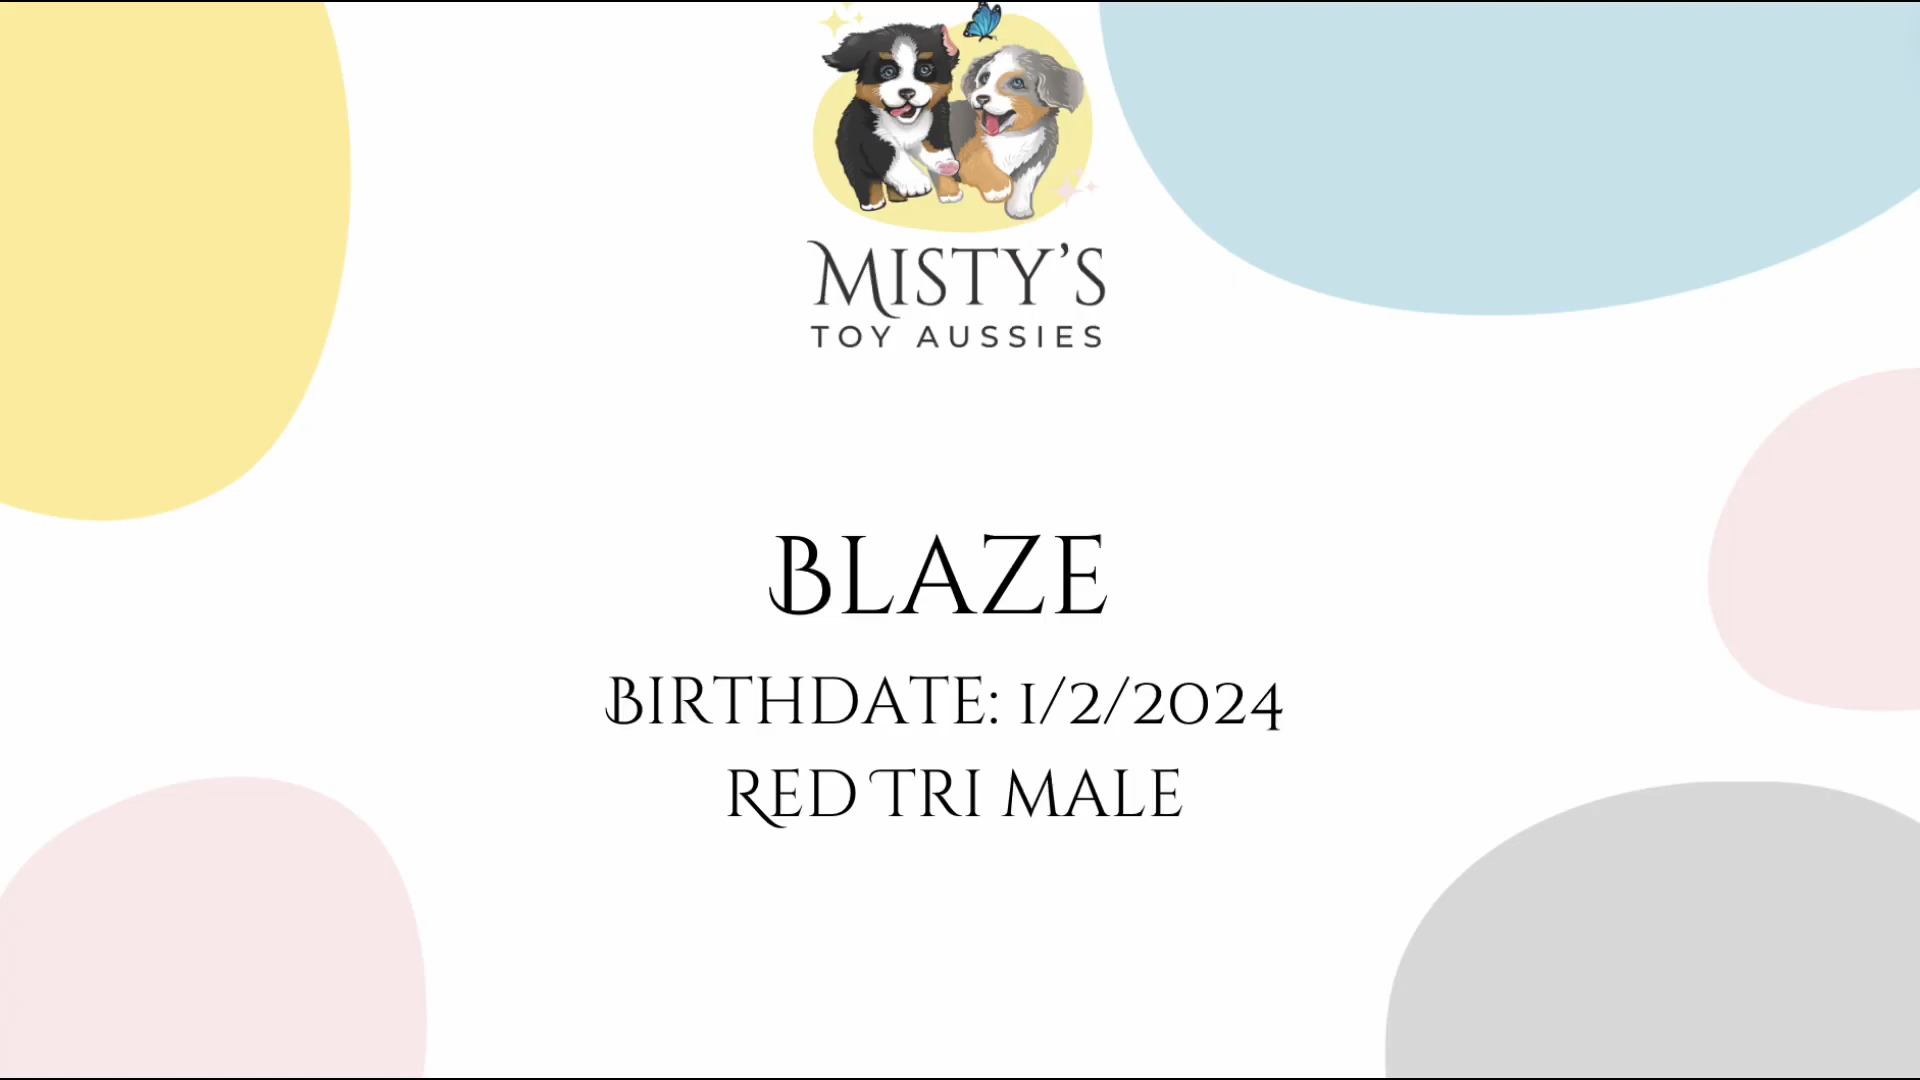 MISTY'S
TOY AUSSIES
BLAZE
BIRTHDATE: 1/2/2024
RED TRI MALE